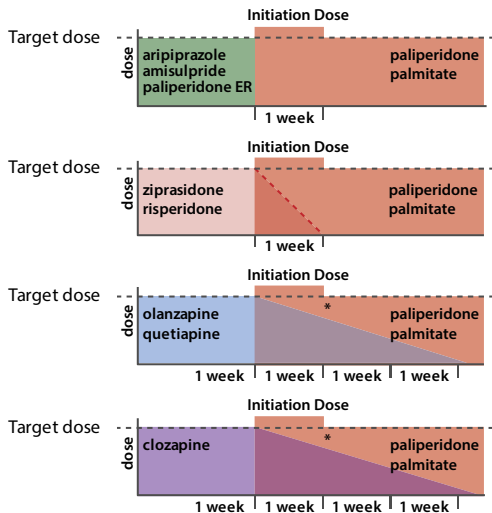 Initiation Dose
Target dose
dose
aripiprazole
amisulpride
paliperidone ER
paliperidone
palmitate
1 week
Initiation Dose
Target dose
dose
ziprasidone
risperidone
paliperidone
palmitate
1 week
Initiation Dose
Target dose
dose
*
olanzapine
quetiapine
paliperidone
palmitate
1 week 1 week 1 week 1 week
Initiation Dose
Target dose
dose
*
clozapine
paliperidone
palmitate
1 week 1 week 1 week 1 week